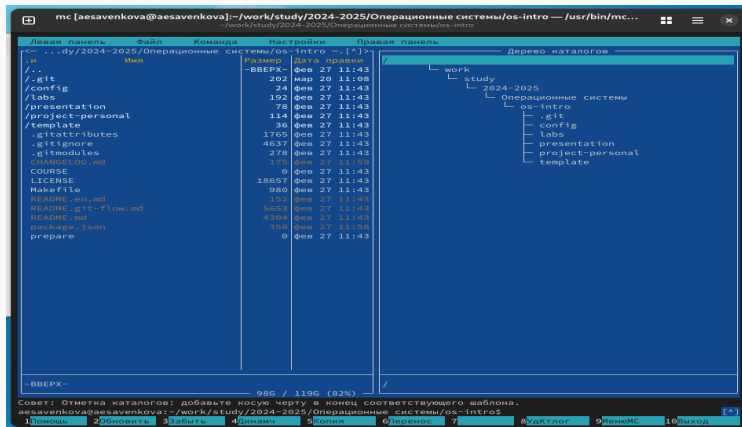 mc [aesavenkova@aesavenkova]:~/work/study/2024-2025/Операционные системы/os-intro — /usr/bin/mc...
~/work/study/2024-2025/Операционные системы/os-intro
Левая панель Файл Команда Настройки Правая панель
<— ...dy/2024-2025/Операционные системы/os-intro —.[^]>
.и Имя Размер Дата правки
/.. -ВВЕРХ- фев 27 11:43
/.git 202 мар 20 11:08
/config 24 фев 27 11:43
/labs 192 фев 27 11:43
/presentation 78 фев 27 11:43
/project-personal 114 фев 27 11:43
/template 36 фев 27 11:43
.gitattributes 1765 фев 27 11:43
.gitignore 4637 фев 27 11:43
.gitmodules 278 фев 27 11:43
CHANGELOG.md 175 фев 27 11:59
COURSE 0 фев 27 11:43
LICENSE 18657 фев 27 11:43
Makefile 980 фев 27 11:43
README.en.md 152 фев 27 11:43
README.git-flow.md 5653 фев 27 11:43
README.md 4304 фев 27 11:43
package.json 358 фев 27 11:58
prepare 0 фев 27 11:43
-ВВЕРХ-
98G / 119G (82%)
Дерево каталогов
/
work
study
2024-2025
Операционные системы
os-intro
.git
config
labs
presentation
project-personal
template
/
Совет: Отметка каталогов: добавьте косую черту в конец соответствующего шаблона.
aesavenkova@aesavenkova:~/work/study/2024-2025/Операционные системы/os-intro$ [^]
1Помощь 2Обновить 3Забыть 4Динамч 5Копия 6Перенос 7 8УдКтлог 9МенюМС 10Выход